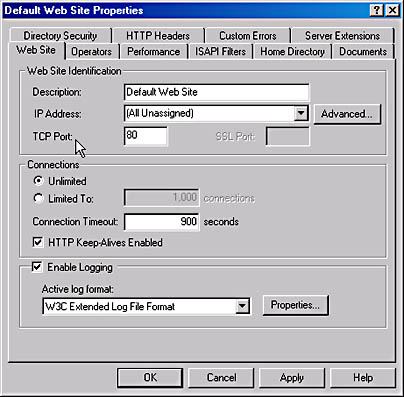 Default Web Site Properties
Directory Security HTTP Headers Custom Errors Server Extensions
Web Site Operators Performance ISAPI Filters Home Directory Documents
Web Site Identification
Description: Default Web Site
IP Address: (All Unassigned) Advanced...
TCP Port: 80 SSL Port:
Connections
Unlimited
Limited To: 1,000 connections
Connection Timeout: 900 seconds
HTTP Keep-Alives Enabled
Enable Logging
Active log format:
W3C Extended Log File Format Properties...
OK Cancel Apply Help